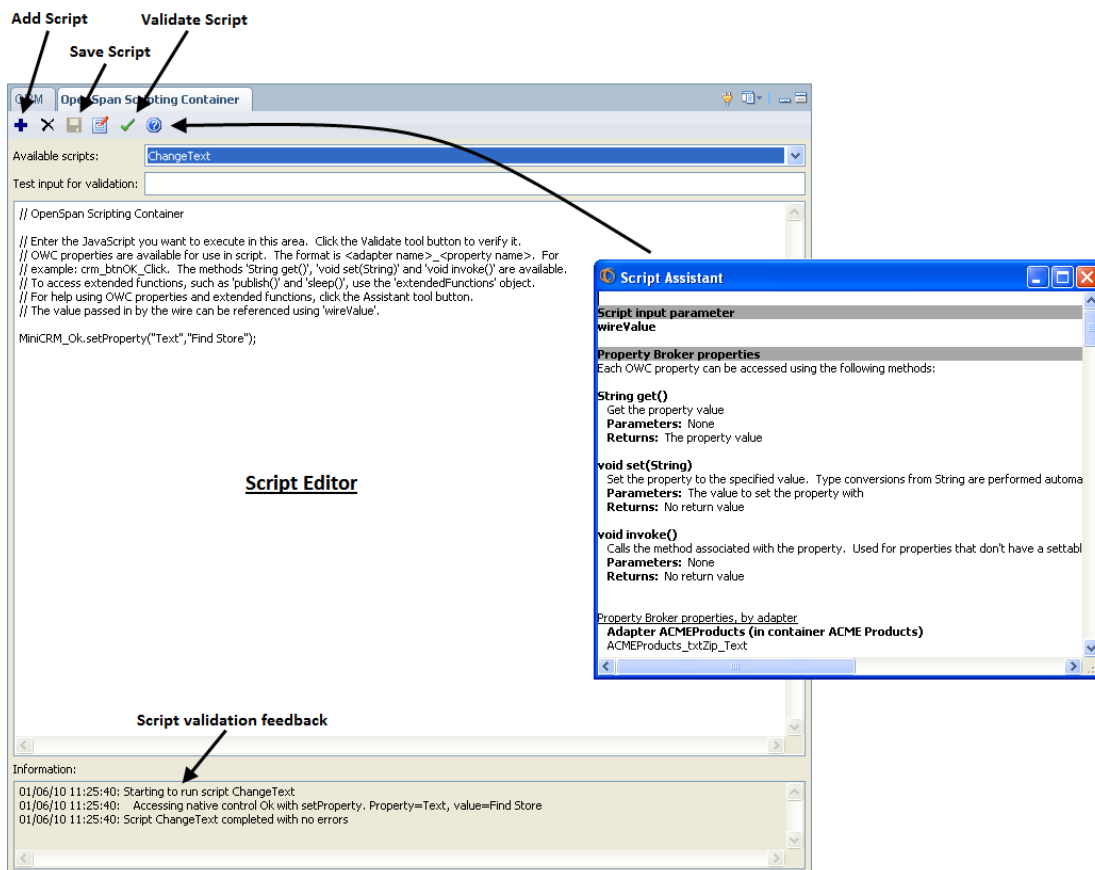 Add Script
Validate Script
Save Script
OpenSpan Scripting Container
Available scripts:
ChangeText
Test input for validation:
// OpenSpan Scripting Container
// Enter the JavaScript you want to execute in this area. Click the Validate tool button to verify it.
// OWC properties are available for use in script. The format is <adapter name>_<property name>. For
// example: crm_btnOK_Click. The methods 'String get()', 'void set(String)' and 'void invoke()' are available.
// To access extended functions, such as 'publish()' and 'sleep()', use the 'extendedFunctions' object.
// For help using OWC properties and extended functions, click the Assistant tool button.
// The value passed in by the wire can be referenced using 'wireValue'.
MiniCRM_Ok.setProperty("Text","Find Store");
Script Editor
Script Assistant
Script input parameter
wireValue
Property Broker properties
Each OWC property can be accessed using the following methods:
String get()
Get the property value
Parameters: None
Returns: The property value
void set(String)
Set the property to the specified value. Type conversions from String are performed automa
Parameters: The value to set the property with
Returns: No return value
void invoke()
Calls the method associated with the property. Used for properties that don't have a settabl
Parameters: None
Returns: No return value
Property Broker properties, by adapter
Adapter ACMEProducts (in container ACME Products)
ACMEProducts_txtZip_Text
Script validation feedback
Information:
01/06/10 11:25:40: Starting to run script ChangeText
01/06/10 11:25:40: Accessing native control Ok with setProperty. Property=Text, value=Find Store
01/06/10 11:25:40: Script ChangeText completed with no errors